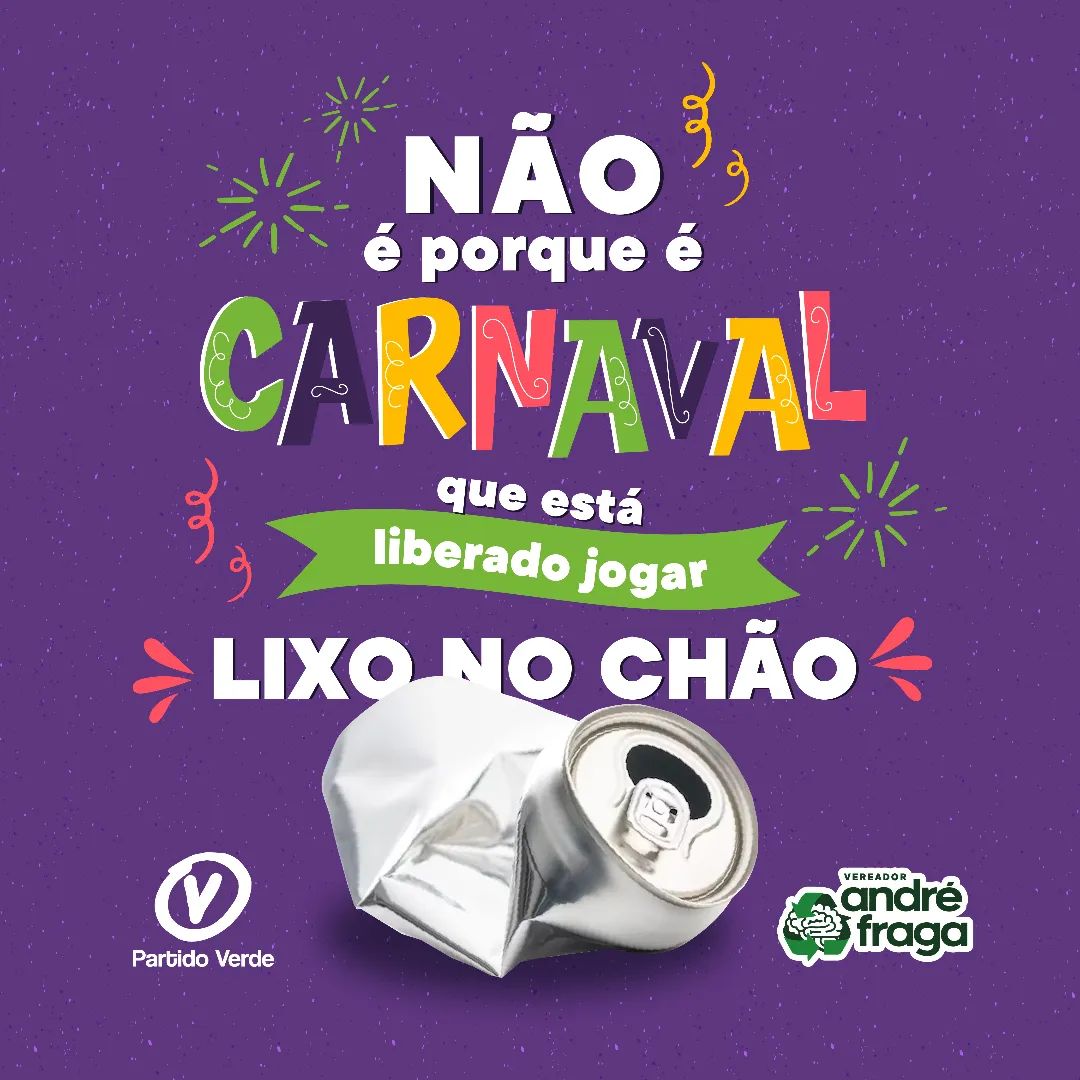 NÃO
é porque é
CARNAVAL
que está
liberado jogar
LIXO NO CHÃO
V
Partido Verde
VEREADOR
andré
fraga